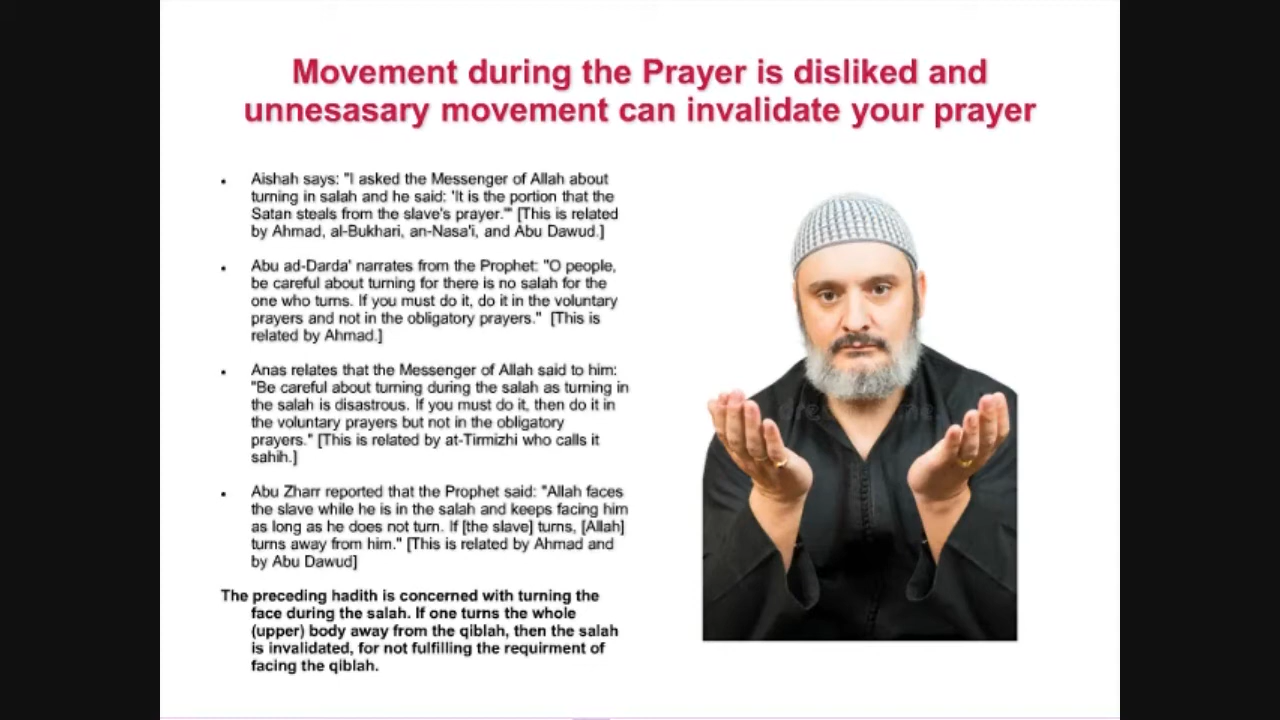 Movement during the Prayer is disliked and
unnesasary movement can invalidate your prayer
• Aishah says: "I asked the Messenger of Allah about
turning in salah and he said: 'It is the portion that the
Satan steals from the slave's prayer.'" [This is related
by Ahmad, al-Bukhari, an-Nasa'i, and Abu Dawud.]
• Abu ad-Darda' narrates from the Prophet: "O people,
be careful about turning for there is no salah for the
one who turns. If you must do it, do it in the voluntary
prayers and not in the obligatory prayers." [This is
related by Ahmad.]
• Anas relates that the Messenger of Allah said to him:
"Be careful about turning during the salah as turning in
the salah is disastrous. If you must do it, then do it in
the voluntary prayers but not in the obligatory
prayers." [This is related by at-Tirmizhi who calls it
sahih.]
• Abu Zharr reported that the Prophet said: "Allah faces
the slave while he is in the salah and keeps facing him
as long as he does not turn. If [the slave] turns, [Allah]
turns away from him." [This is related by Ahmad and
by Abu Dawud]
The preceding hadith is concerned with turning the
face during the salah. If one turns the whole
(upper) body away from the qiblah, then the salah
is invalidated, for not fulfilling the requirment of
facing the qiblah.